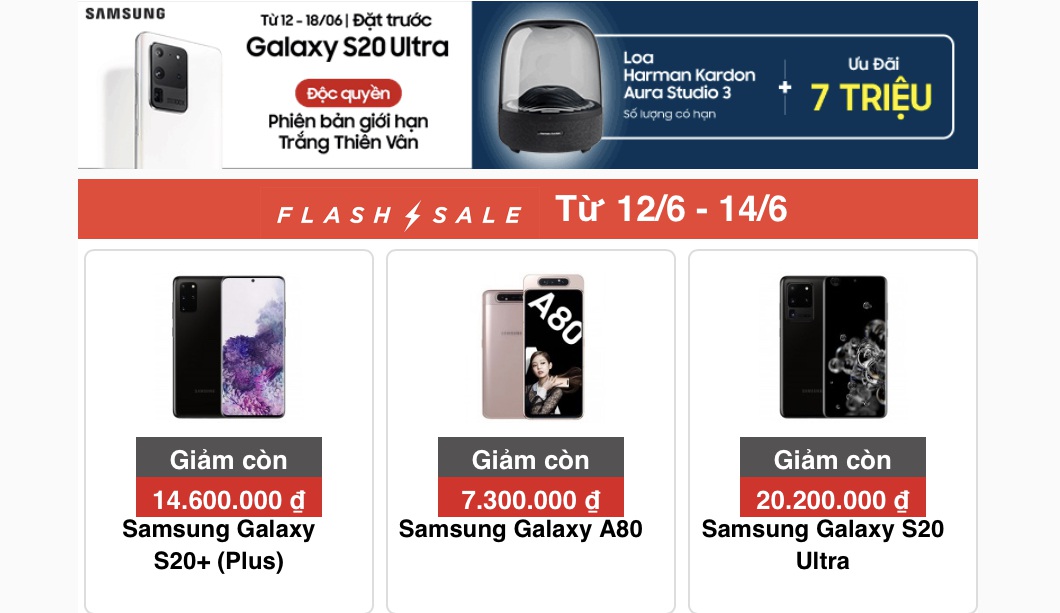 SAMSUNG
Từ 12 - 18/06 | Đặt trước
Galaxy S20 Ultra
Độc quyền
Phiên bản giới hạn
Trắng Thiên Vân
Loa
Harman Kardon
Aura Studio 3
Số lượng có hạn
+
Ưu Đãi
7 TRIỆU
FLASH SALE Từ 12/6 - 14/6
Giảm còn
14.600.000 ₫
Samsung Galaxy
S20+ (Plus)
A80
Giảm còn
7.300.000 ₫
Samsung Galaxy A80
Giảm còn
20.200.000 ₫
Samsung Galaxy S20
Ultra